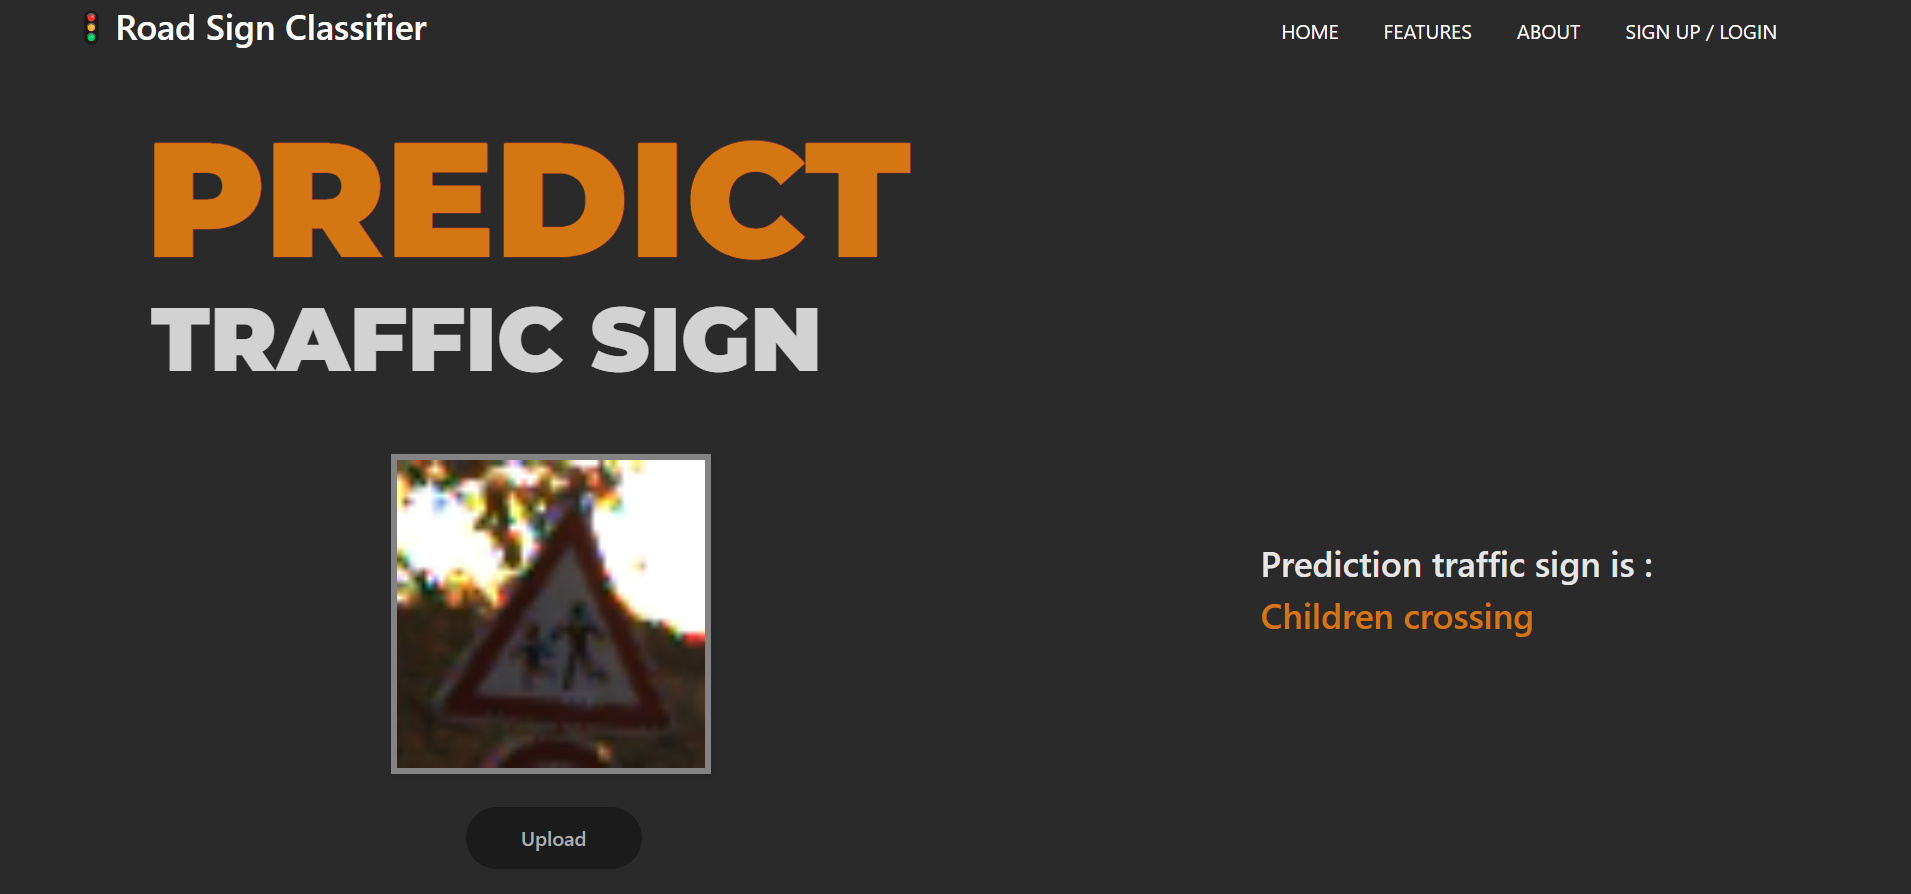 Road Sign Classifier
HOME FEATURES ABOUT SIGN UP / LOGIN
PREDICT
TRAFFIC SIGN
Prediction traffic sign is :
Children crossing
Upload